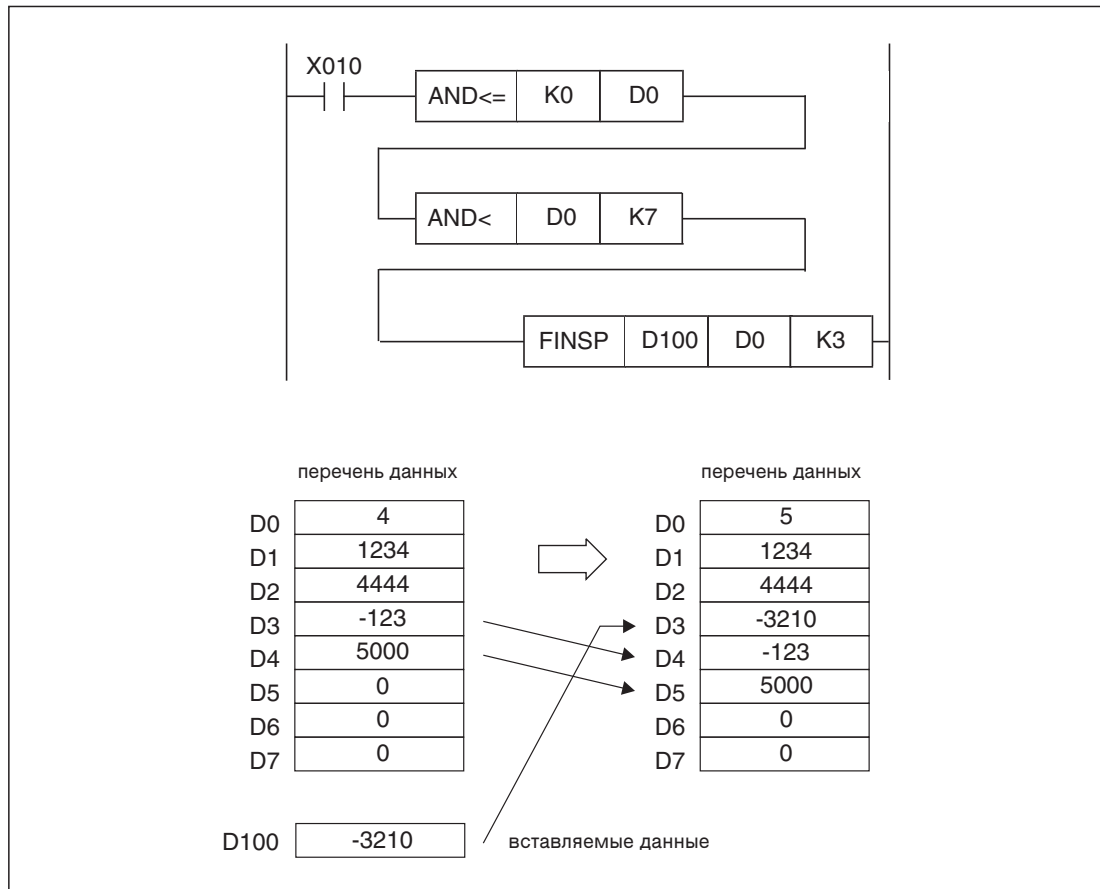 X010
AND<= K0 D0
AND< D0 K7
FINSP D100 D0 K3
перечень данных перечень данных
D0 4 D0 5
D1 1234 D1 1234
D2 4444 D2 4444
D3 -123 D3 -3210
D4 5000 D4 -123
D5 0 D5 5000
D6 0 D6 0
D7 0 D7 0
D100 -3210 вставляемые данные